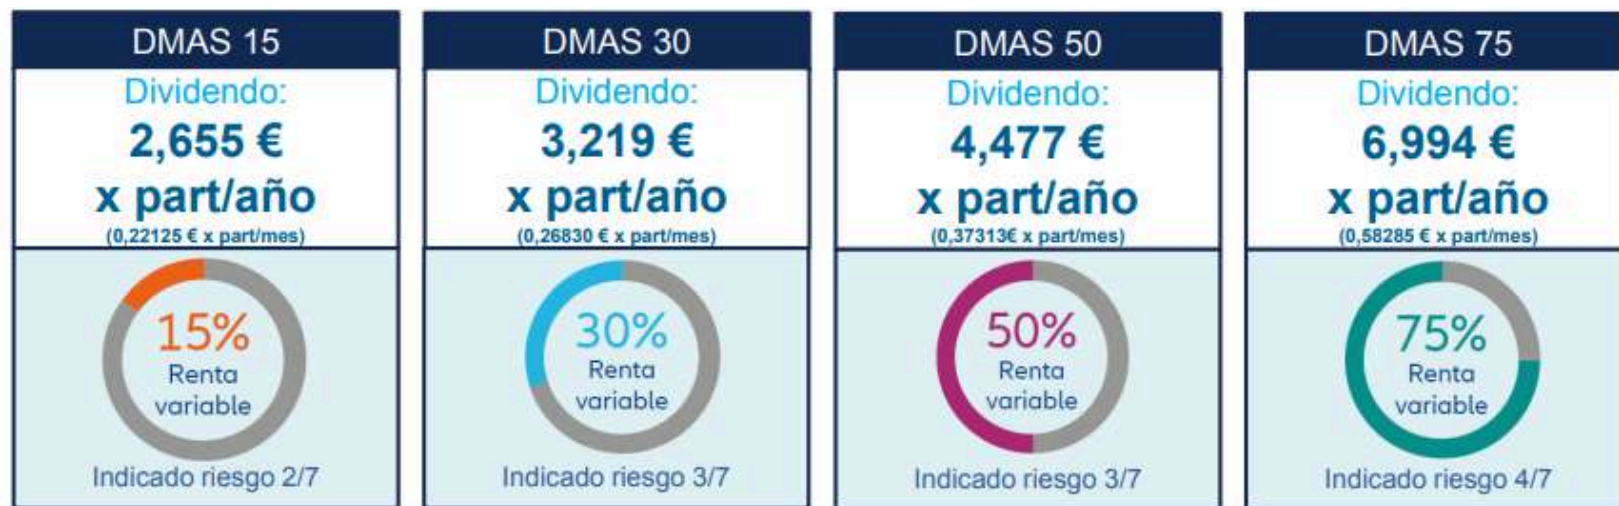 DMAS 15
Dividendo:
2,655 €
x part/año
(0,22125 € x part/mes)
15%
Renta
variable
Indicado riesgo 2/7
DMAS 30
Dividendo:
3,219 €
x part/año
(0,26830 € x part/mes)
30%
Renta
variable
Indicado riesgo 3/7
DMAS 50
Dividendo:
4,477 €
x part/año
(0,37313€ x part/mes)
50%
Renta
variable
Indicado riesgo 3/7
DMAS 75
Dividendo:
6,994 €
x part/año
(0,58285 € x part/mes)
75%
Renta
variable
Indicado riesgo 4/7